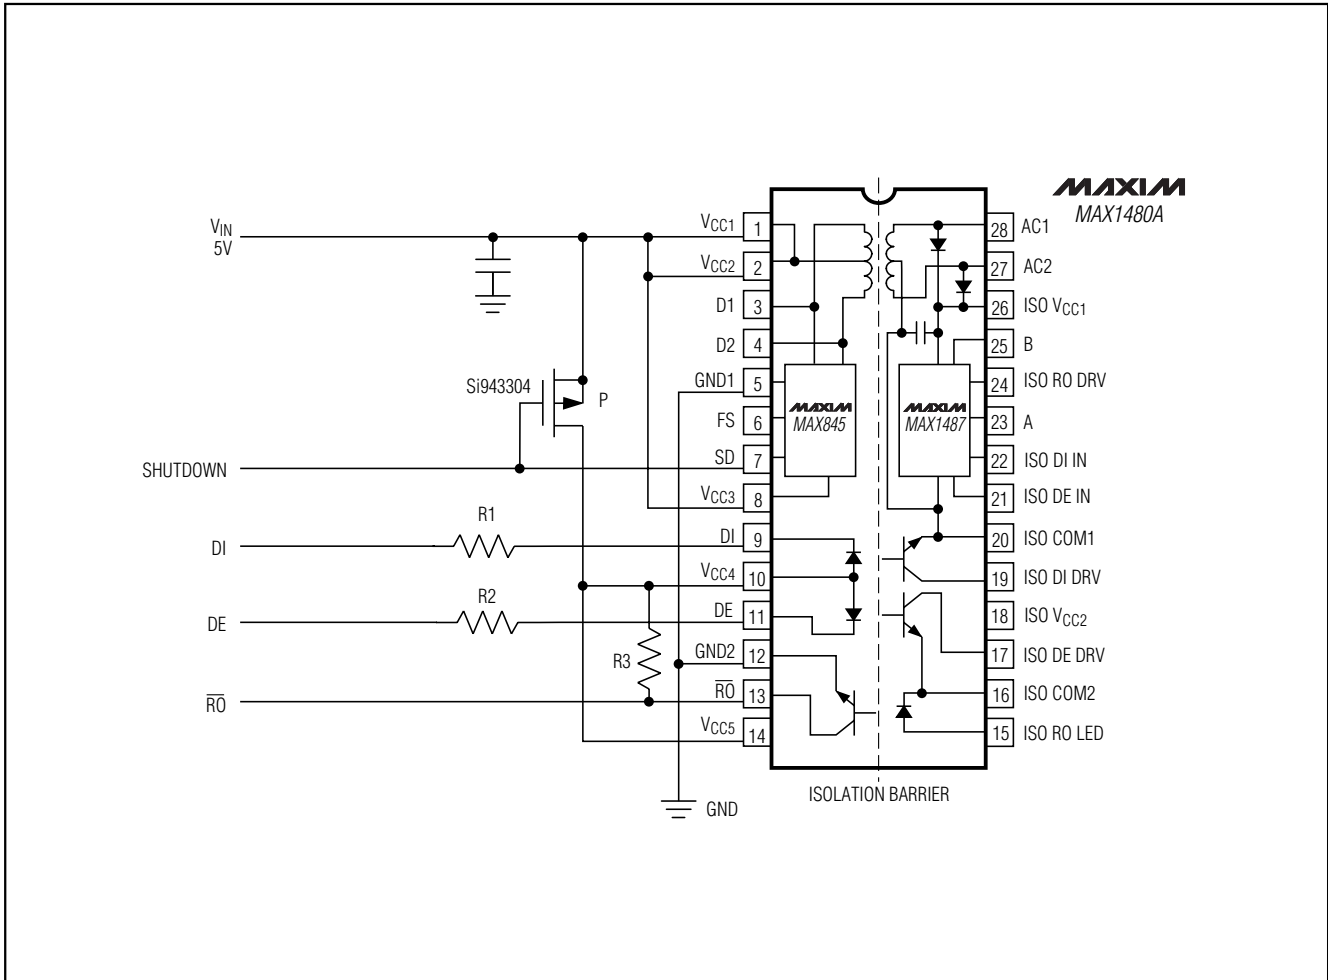 MAXIM
MAX1480A
VIN
5V
VCC1
1
28
AC1
VCC2
2
27
AC2
D1
3
26
ISO VCC1
D2
4
25
B
Si943304
P
GND1
5
24
ISO RO DRV
MAXIM
MAX845
MAXIM
MAX1487
FS
6
23
A
SHUTDOWN
SD
7
22
ISO DI IN
VCC3
8
21
ISO DE IN
R1
DI
DI
9
20
ISO COM1
VCC4
10
19
ISO DI DRV
R2
DE
DE
11
18
ISO VCC2
R3
GND2
12
17
ISO DE DRV
RO
RO
13
16
ISO COM2
VCC5
14
15
ISO RO LED
ISOLATION BARRIER
GND